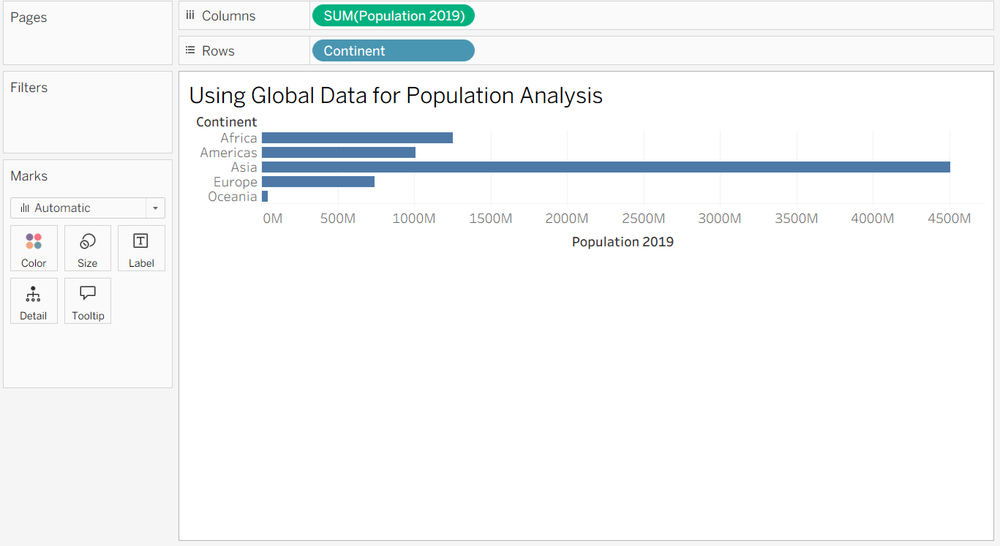 Pages
Columns
SUM(Population 2019)
Rows
Continent
Filters
Marks
Automatic
Color
Size
Label
Detail
Tooltip
Using Global Data for Population Analysis
Continent
Africa
Americas
Asia
Europe
Oceania
0M 500M 1000M 1500M 2000M 2500M 3000M 3500M 4000M 4500M
Population 2019